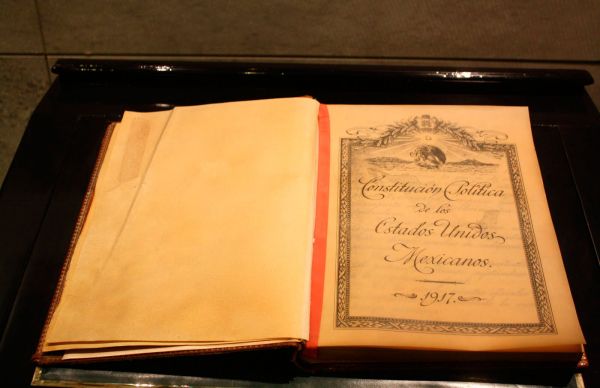 Constitución Política
de los
Estados Unidos
Mexicanos.
1917.